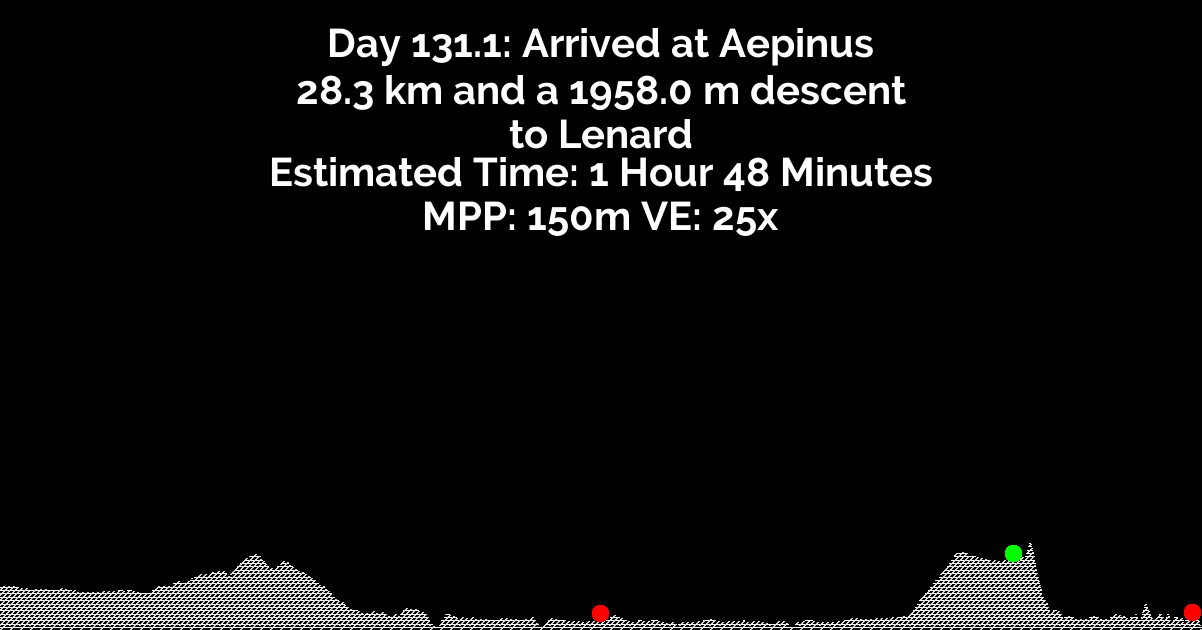 Day 131.1: Arrived at Aepinus
28.3 km and a 1958.0 m descent
to Lenard
Estimated Time: 1 Hour 48 Minutes
MPP: 150m VE: 25x